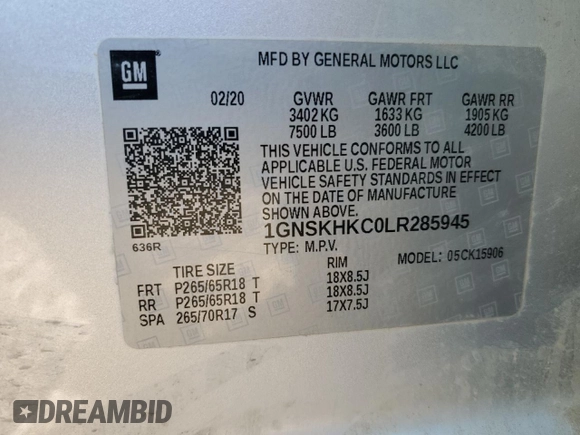 GM
MFD BY GENERAL MOTORS LLC
02/20 GVWR GAWR FRT GAWR RR
3402 KG 1633 KG 1905 KG
7500 LB 3600 LB 4200 LB
THIS VEHICLE CONFORMS TO ALL
APPLICABLE U.S. FEDERAL MOTOR
VEHICLE SAFETY STANDARDS IN EFFECT
ON THE DATE OF MANUFACTURE
SHOWN ABOVE.
1GNSKHKC0LR285945
636R
TYPE: M.P.V. MODEL: 05CK15906
TIRE SIZE RIM
FRT P265/65R18 T 18X8.5J
RR P265/65R18 T 18X8.5J
SPA 265/70R17 S 17X7.5J
DREAMBID